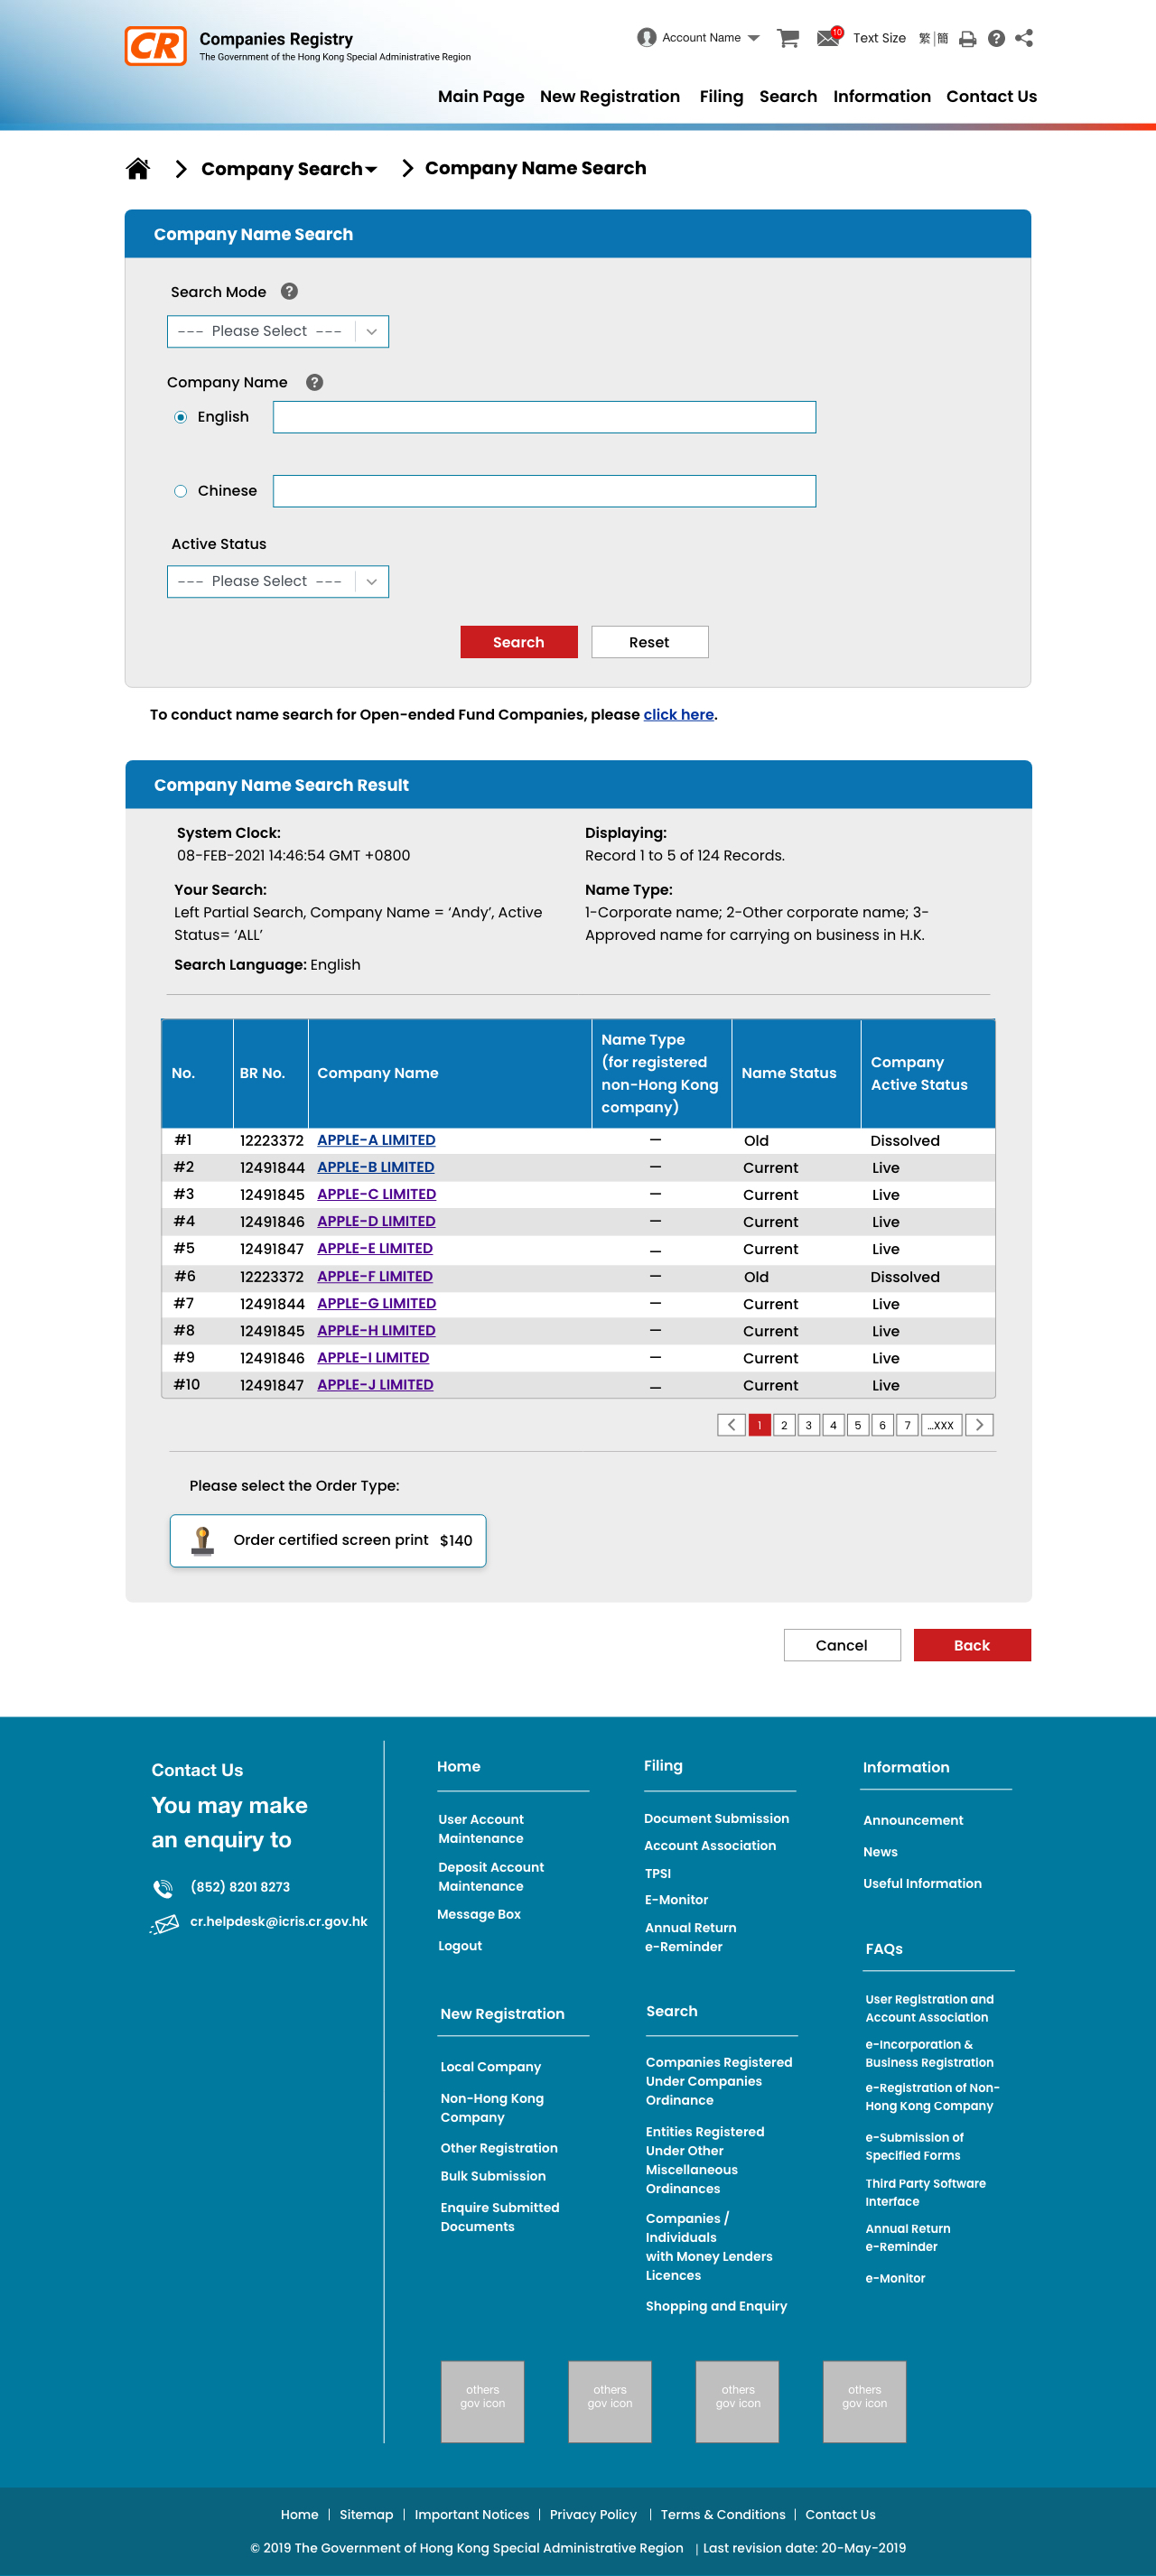 CR
Companies Registry
The Government of the Hong Kong Special Administrative Region
Account Name
10
Text Size
繁 | 簡
Main Page New Registration Filing Search Information Contact Us
Company Search Company Name Search
Company Name Search
Search Mode ?
--- Please Select ---
Company Name ?
English
Chinese
Active Status
--- Please Select ---
Search Reset
To conduct name search for Open-ended Fund Companies, please click here.
Company Name Search Result
System Clock:
08-FEB-2021 14:46:54 GMT +0800
Displaying:
Record 1 to 5 of 124 Records.
Your Search:
Left Partial Search, Company Name = ‘Andy’, Active
Status= ‘ALL’
Name Type:
1-Corporate name; 2-Other corporate name; 3-
Approved name for carrying on business in H.K.
Search Language: English
No.
BR No.
Company Name
Name Type
(for registered
non-Hong Kong
company)
Name Status
Company
Active Status
#1 12223372 APPLE-A LIMITED — Old Dissolved
#2 12491844 APPLE-B LIMITED — Current Live
#3 12491845 APPLE-C LIMITED — Current Live
#4 12491846 APPLE-D LIMITED — Current Live
#5 12491847 APPLE-E LIMITED — Current Live
#6 12223372 APPLE-F LIMITED — Old Dissolved
#7 12491844 APPLE-G LIMITED — Current Live
#8 12491845 APPLE-H LIMITED — Current Live
#9 12491846 APPLE-I LIMITED — Current Live
#10 12491847 APPLE-J LIMITED — Current Live
1 2 3 4 5 6 7 ...XXX
Please select the Order Type:
Order certified screen print $140
Cancel Back
Contact Us
You may make
an enquiry to
(852) 8201 8273
cr.helpdesk@icris.cr.gov.hk
Home
User Account
Maintenance
Deposit Account
Maintenance
Message Box
Logout
Filing
Document Submission
Account Association
TPSI
E-Monitor
Annual Return
e-Reminder
Information
Announcement
News
Useful Information
New Registration
Local Company
Non-Hong Kong
Company
Other Registration
Bulk Submission
Enquire Submitted
Documents
Search
Companies Registered
Under Companies
Ordinance
Entities Registered
Under Other
Miscellaneous
Ordinances
Companies /
Individuals
with Money Lenders
Licences
Shopping and Enquiry
FAQs
User Registration and
Account Association
e-Incorporation &
Business Registration
e-Registration of Non-
Hong Kong Company
e-Submission of
Specified Forms
Third Party Software
Interface
Annual Return
e-Reminder
e-Monitor
others
gov icon
others
gov icon
others
gov icon
others
gov icon
Home | Sitemap | Important Notices | Privacy Policy | Terms & Conditions | Contact Us
© 2019 The Government of Hong Kong Special Administrative Region | Last revision date: 20-May-2019